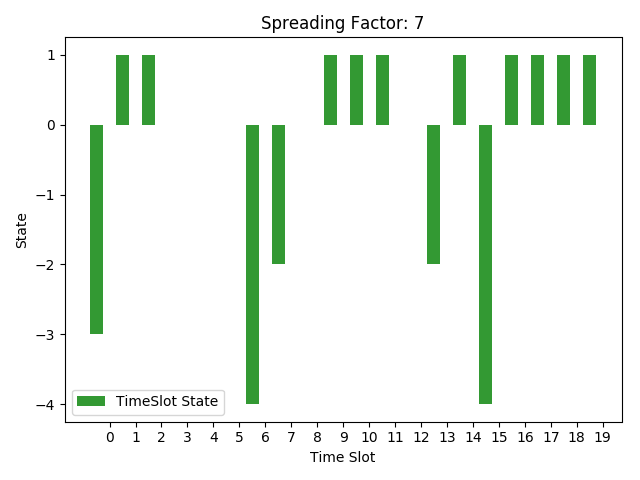 Spreading Factor: 7
1
0
−1
−2
−3
−4
State
TimeSlot State
0 1 2 3 4 5 6 7 8 9 10 11 12 13 14 15 16 17 18 19
Time Slot